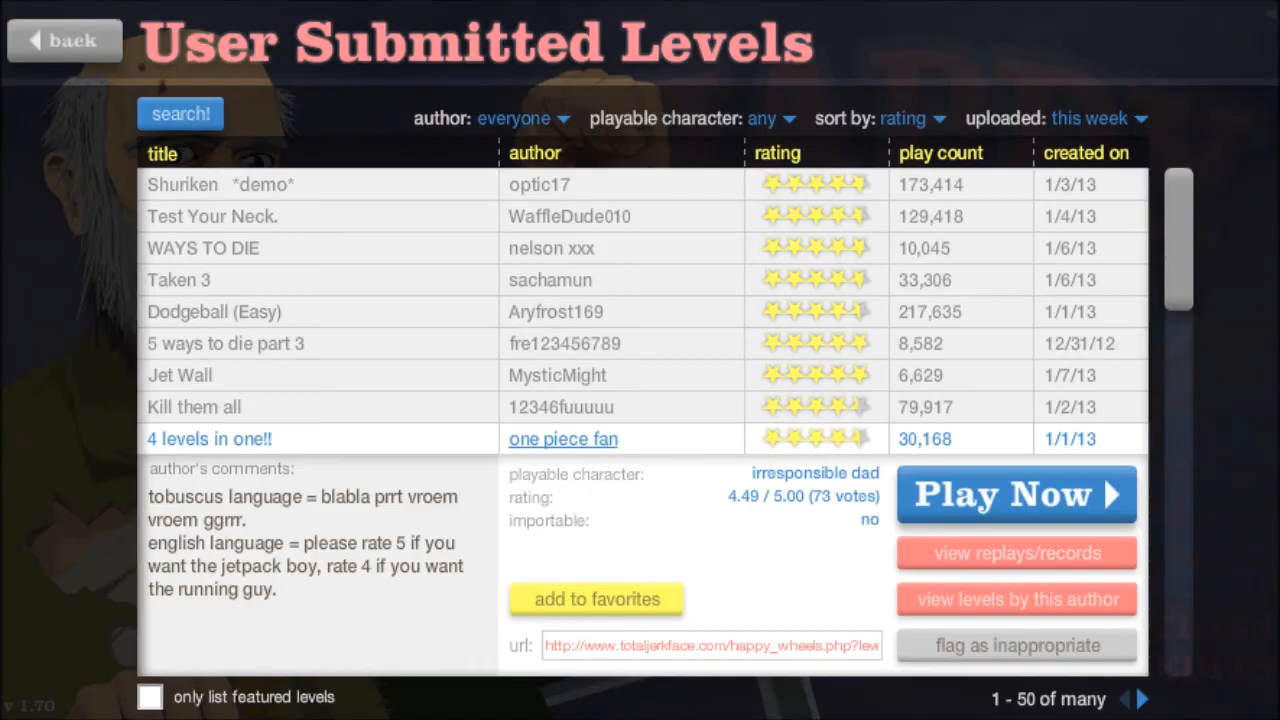 back
User Submitted Levels
search!
author: everyone playable character: any sort by: rating uploaded: this week
title author rating play count created on
Shuriken *demo* optic17 173,414 1/3/13
Test Your Neck. WaffleDude010 129,418 1/4/13
WAYS TO DIE nelson xxx 10,045 1/6/13
Taken 3 sachamun 33,306 1/6/13
Dodgeball (Easy) Aryfrost169 217,635 1/1/13
5 ways to die part 3 fre123456789 8,582 12/31/12
Jet Wall MysticMight 6,629 1/7/13
Kill them all 12346fuuuuu 79,917 1/2/13
4 levels in one!! one piece fan 30,168 1/1/13
author's comments:
tobuscus language = blabla prrt vroem
vroem ggrrr.
english language = please rate 5 if you
want the jetpack boy, rate 4 if you want
the running guy.
playable character: irresponsible dad
rating: 4.49 / 5.00 (73 votes)
importable: no
add to favorites
url: http://www.totaljerkface.com/happy_wheels.php?leve
Play Now
view replays/records
view levels by this author
flag as inappropriate
only list featured levels
1 - 50 of many
v 1.70